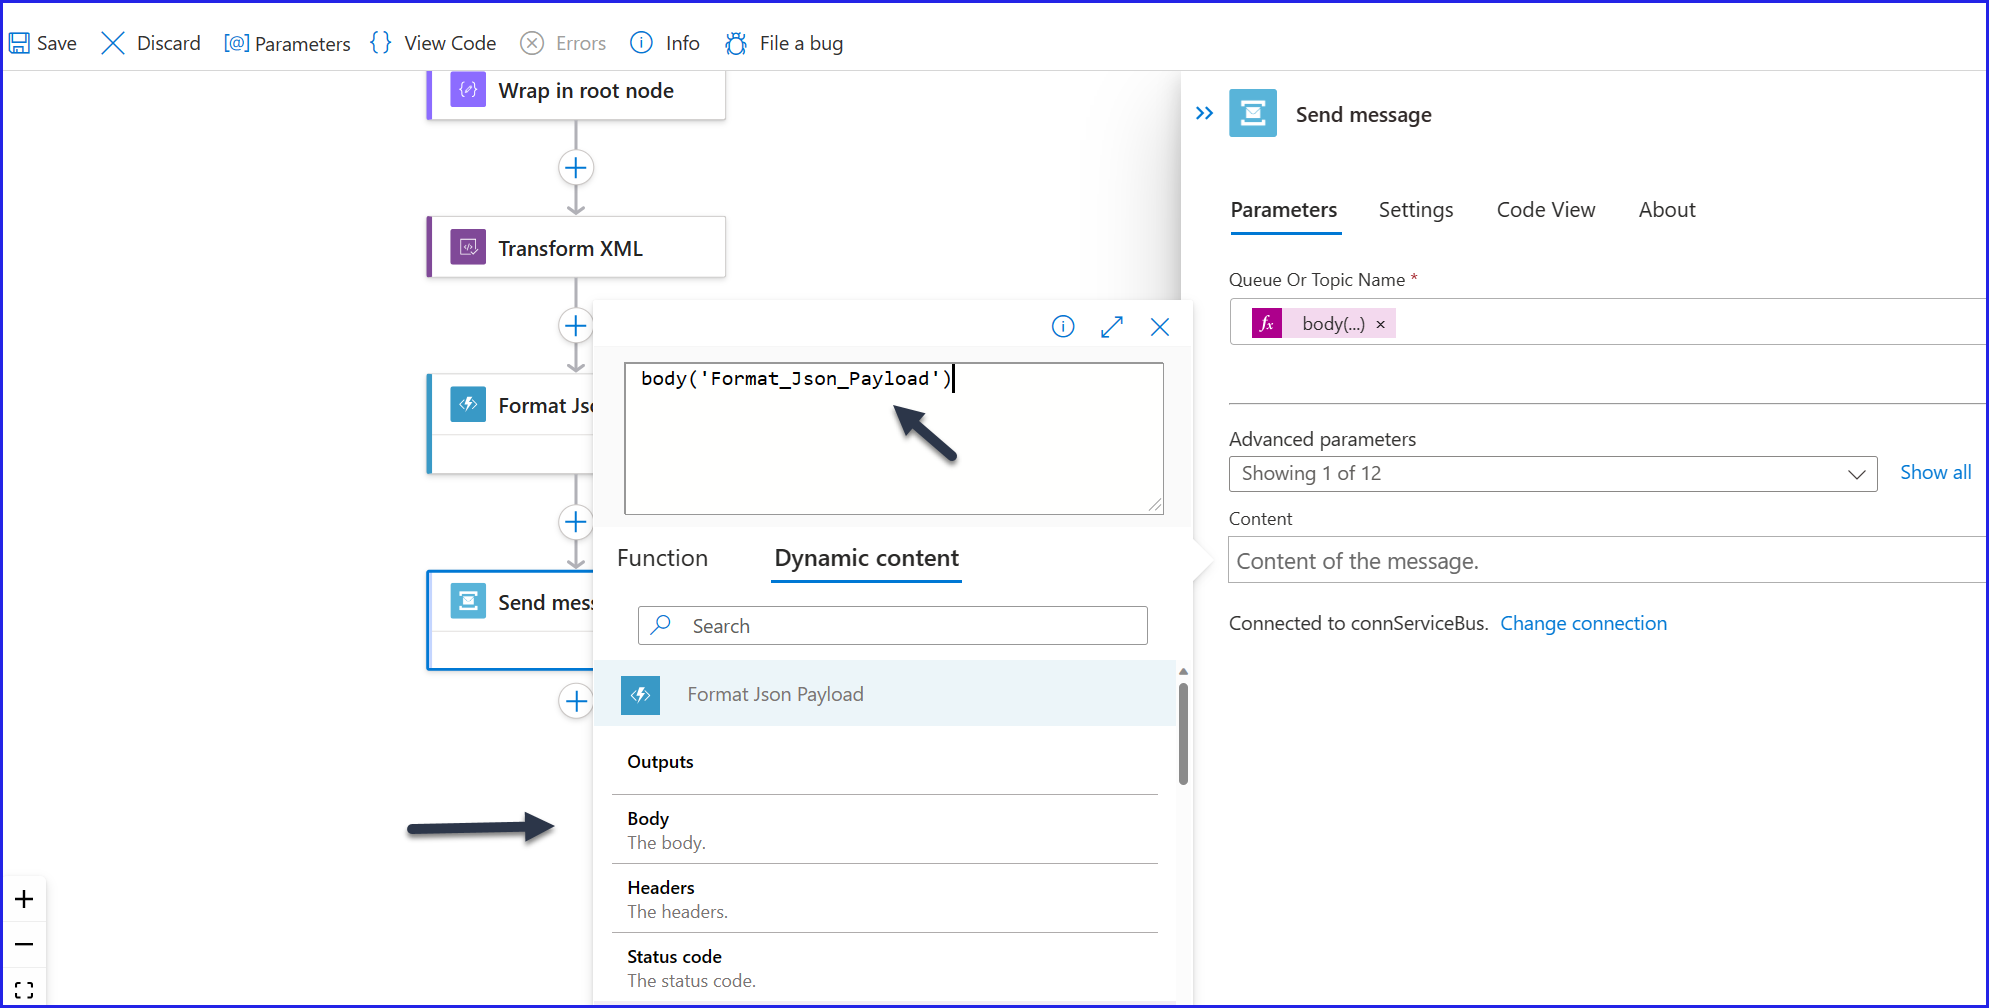 Save
Discard
[@] Parameters
{} View Code
Errors
Info
File a bug
Wrap in root node
Transform XML
Format Jso
Send mess
body('Format_Json_Payload')
Function
Dynamic content
Search
Format Json Payload
Outputs
Body
The body.
Headers
The headers.
Status code
The status code.
Send message
Parameters
Settings
Code View
About
Queue Or Topic Name *
fx body(...) ×
Advanced parameters
Showing 1 of 12
Show all
Content
Content of the message.
Connected to connServiceBus. Change connection